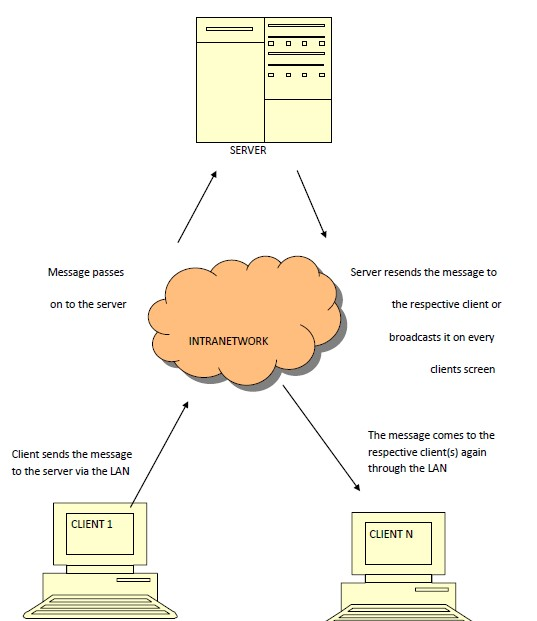 SERVER
Message passes
on to the server
Server resends the message to
the respective client or
broadcasts it on every
clients screen
INTRANETWORK
Client sends the message
to the server via the LAN
The message comes to the
respective client(s) again
through the LAN
CLIENT 1
CLIENT N